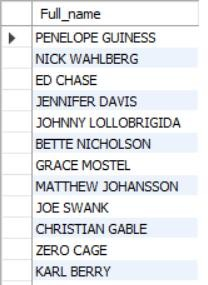 Full_name
PENELOPE GUINESS
NICK WAHLBERG
ED CHASE
JENNIFER DAVIS
JOHNNY LOLLOBRIGIDA
BETTE NICHOLSON
GRACE MOSTEL
MATTHEW JOHANSSON
JOE SWANK
CHRISTIAN GABLE
ZERO CAGE
KARL BERRY